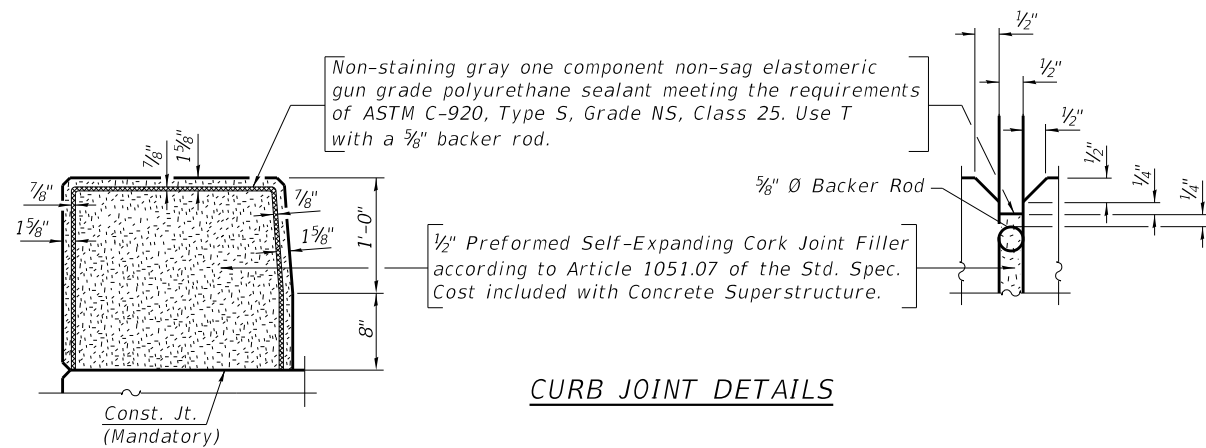 ½"
Non-staining gray one component non-sag elastomeric
gun grade polyurethane sealant meeting the requirements
of ASTM C-920, Type S, Grade NS, Class 25. Use T
with a ⅝" backer rod.
½"
½"
½"
¼"
¼"
⅝" Ø Backer Rod
⅞"
1⅝"
⅞"
1⅝"
⅞"
1⅝"
1'-0"
8"
½" Preformed Self-Expanding Cork Joint Filler
according to Article 1051.07 of the Std. Spec.
Cost included with Concrete Superstructure.
Const. Jt.
(Mandatory)
CURB JOINT DETAILS